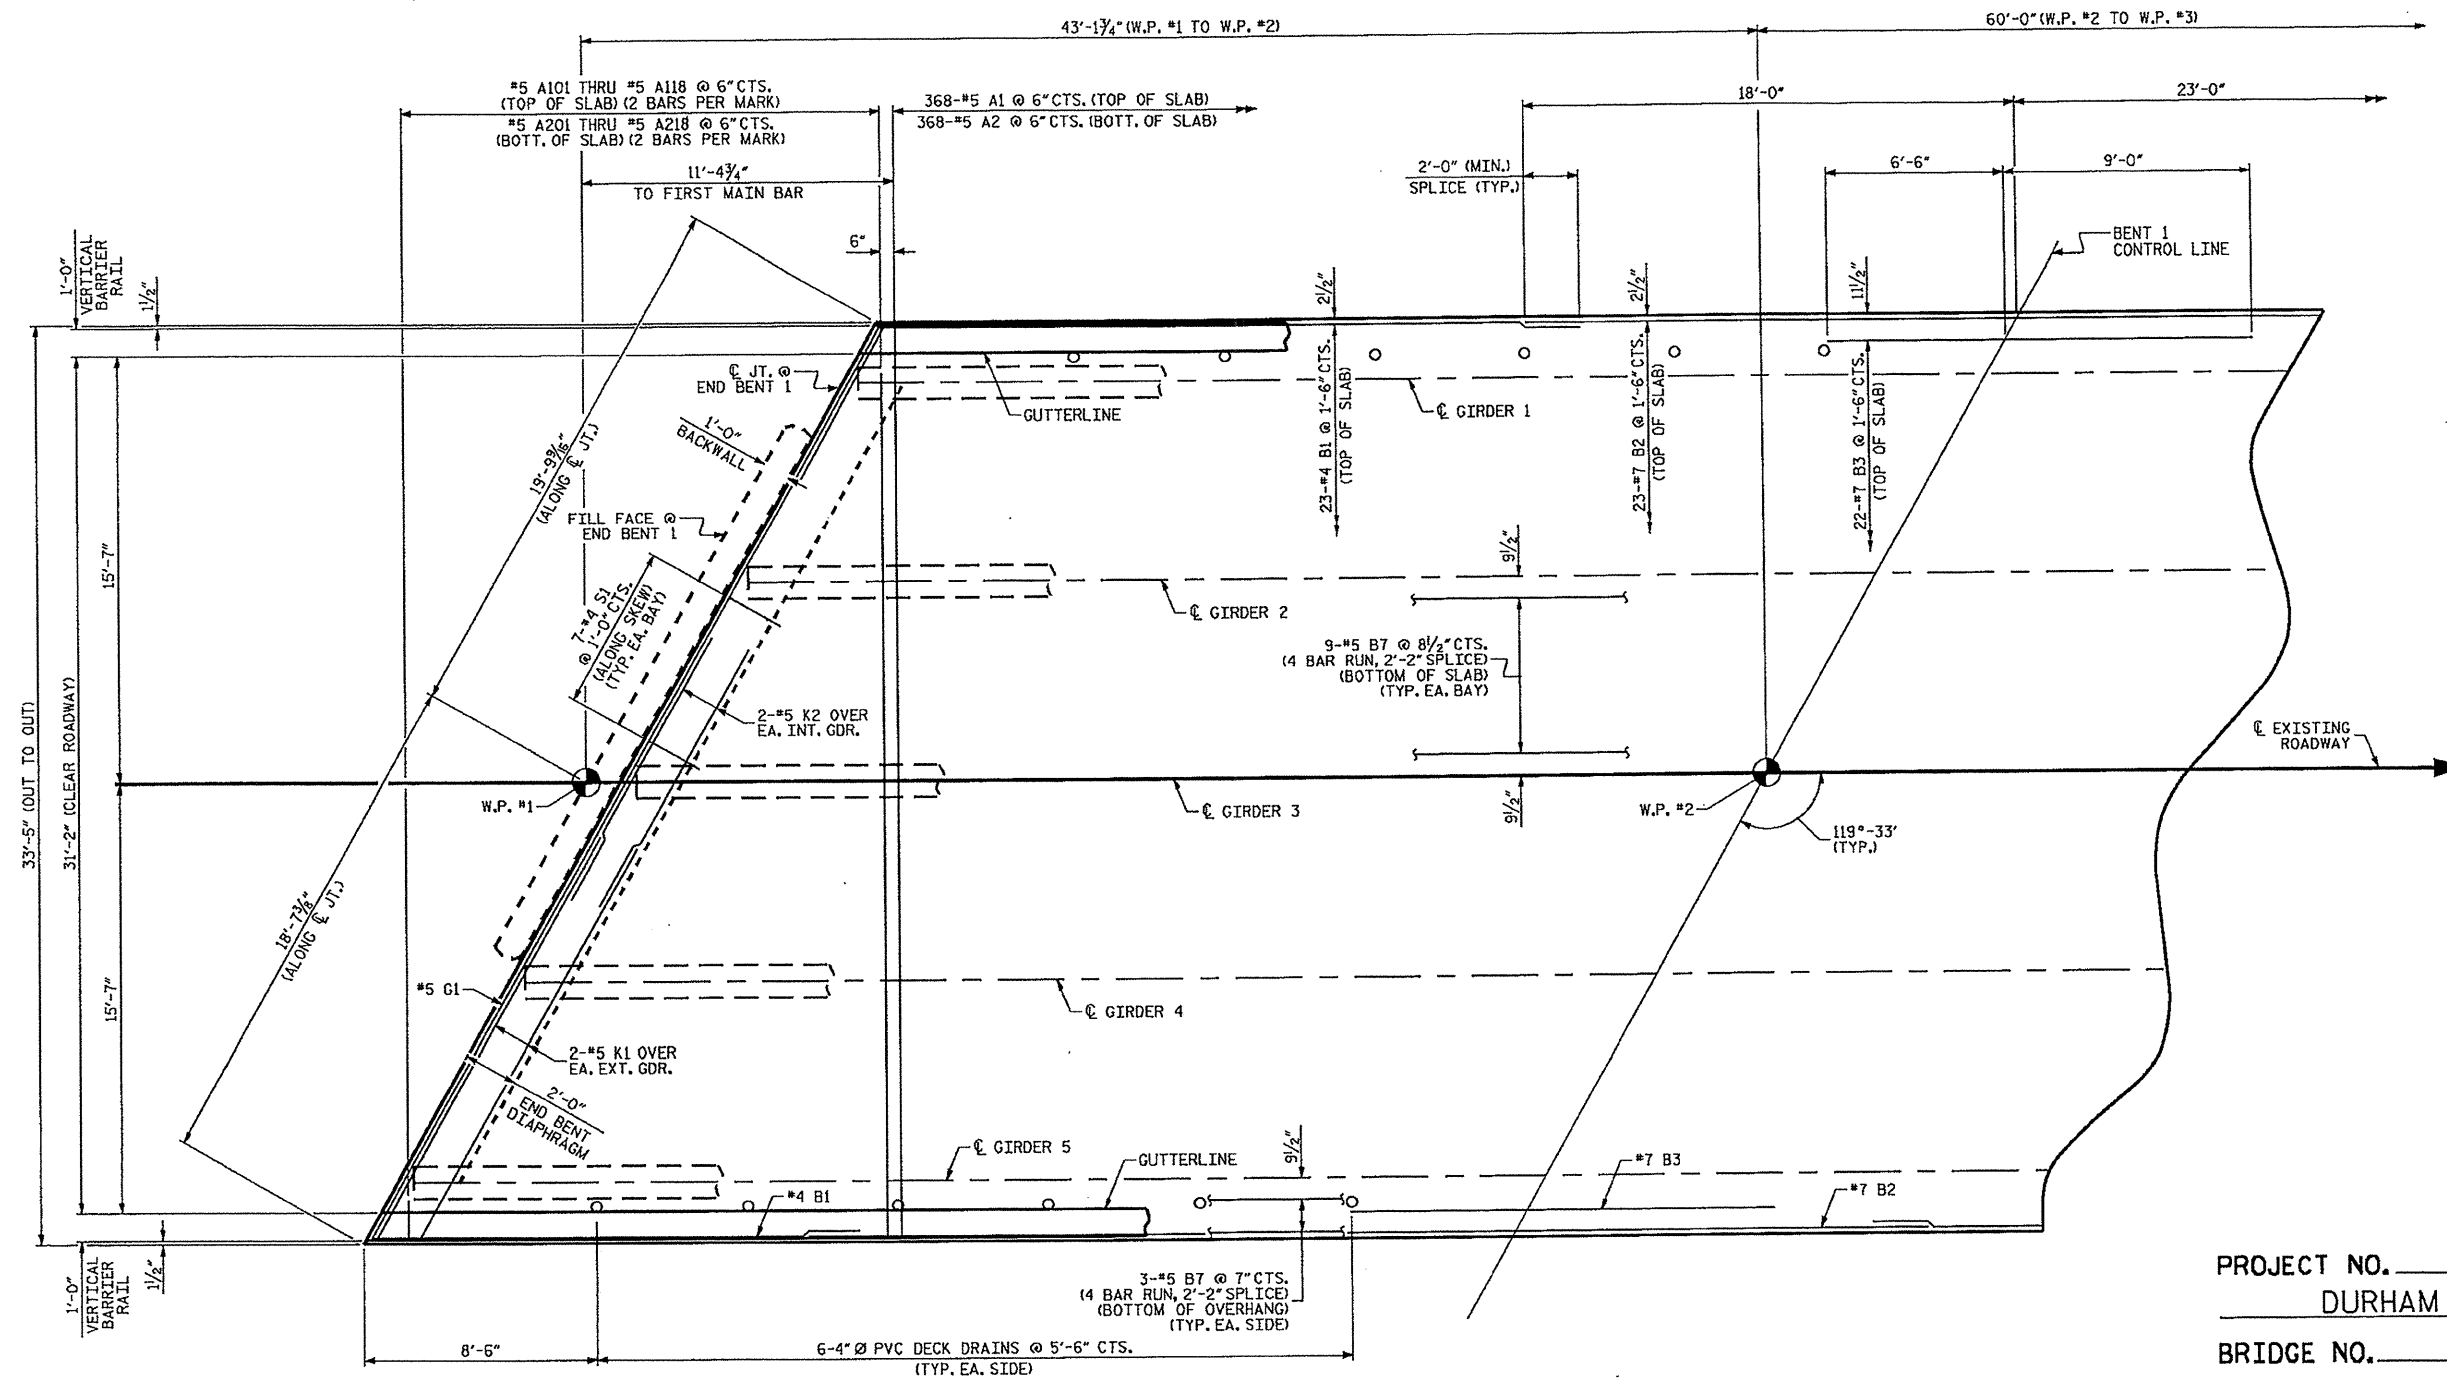 43'-1¾" (W.P. #1 TO W.P. #2)
60'-0" (W.P. #2 TO W.P. #3)
#5 A101 THRU #5 A118 @ 6" CTS.
(TOP OF SLAB) (2 BARS PER MARK)
#5 A201 THRU #5 A218 @ 6" CTS.
(BOTT. OF SLAB) (2 BARS PER MARK)
368-#5 A1 @ 6" CTS. (TOP OF SLAB)
368-#5 A2 @ 6" CTS. (BOTT. OF SLAB)
18'-0"
23'-0"
11'-4¾"
TO FIRST MAIN BAR
2'-0" (MIN.)
SPLICE (TYP.)
6'-6"
9'-0"
6"
BENT 1
CONTROL LINE
1'-0"
VERTICAL
BARRIER
RAIL
1½"
2½"
2½"
11½"
23-#4 B1 @ 1'-6" CTS.
(TOP OF SLAB)
23-#7 B2 @ 1'-6" CTS.
(TOP OF SLAB)
22-#7 B3 @ 1'-6" CTS.
(TOP OF SLAB)
℄ JT. @
END BENT 1
GUTTERLINE
℄ GIRDER 1
1'-0"
BACKWALL
19'-9 9/16"
(ALONG ℄ JT.)
FILL FACE @
END BENT 1
15'-7"
7-#4 S1
@ 1'-0" CTS.
(ALONG SKEW)
(TYP. EA. BAY)
9½"
℄ GIRDER 2
9-#5 B7 @ 8½" CTS.
(4 BAR RUN, 2'-2" SPLICE)
(BOTTOM OF SLAB)
(TYP. EA. BAY)
2-#5 K2 OVER
EA. INT. GDR.
℄ EXISTING
ROADWAY
33'-5" (OUT TO OUT)
31'-2" (CLEAR ROADWAY)
W.P. #1
℄ GIRDER 3
9½"
W.P. #2
119°-33'
(TYP.)
18'-7⅜"
(ALONG ℄ JT.)
15'-7"
#5 G1
℄ GIRDER 4
2-#5 K1 OVER
EA. EXT. GDR.
2'-0"
END BENT
DIAPHRAGM
℄ GIRDER 5
GUTTERLINE
9½"
#7 B3
#4 B1
#7 B2
1'-0"
VERTICAL
BARRIER
RAIL
1½"
3-#5 B7 @ 7" CTS.
(4 BAR RUN, 2'-2" SPLICE)
(BOTTOM OF OVERHANG)
(TYP. EA. SIDE)
8'-6"
6-4" Ø PVC DECK DRAINS @ 5'-6" CTS.
(TYP. EA. SIDE)
PROJECT NO.
DURHAM
BRIDGE NO.